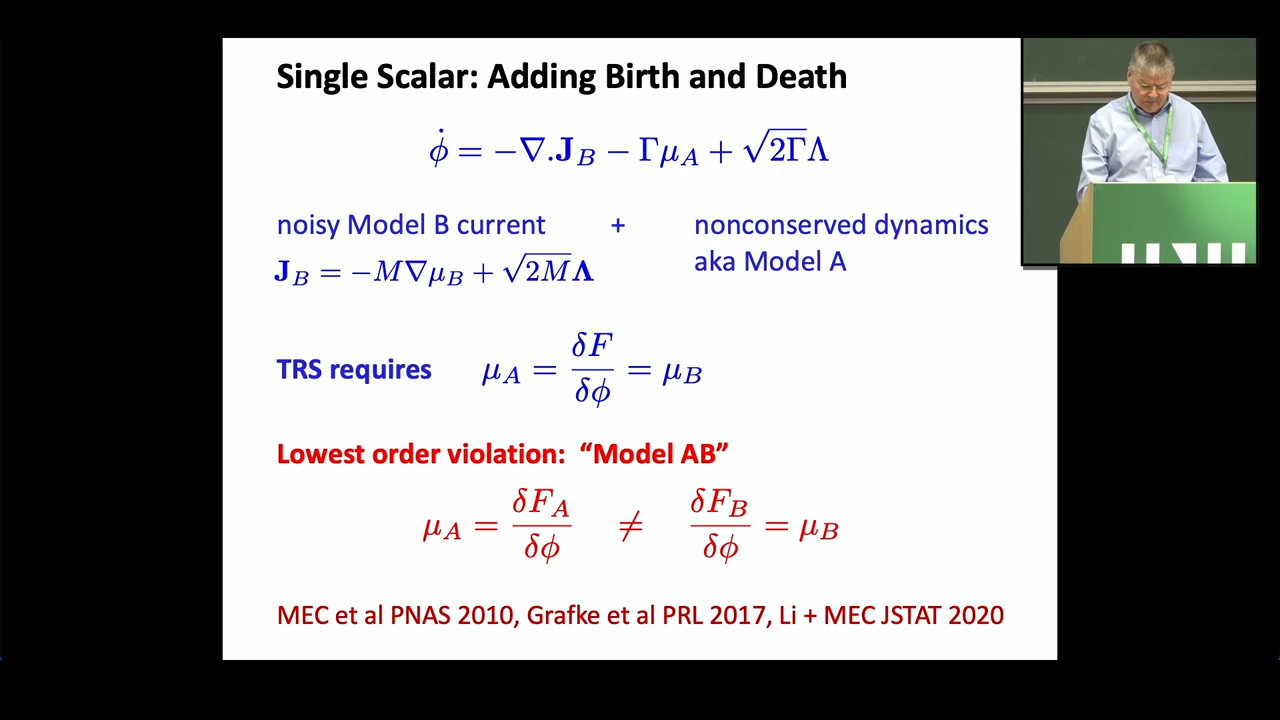 Single Scalar: Adding Birth and Death
φ̇ = −∇.J_B − Γμ_A + √2Γ Λ
noisy Model B current + nonconserved dynamics
J_B = −M∇μ_B + √2M Λ aka Model A
TRS requires μ_A = δF/δφ = μ_B
Lowest order violation: “Model AB”
μ_A = δF_A/δφ ≠ δF_B/δφ = μ_B
MEC et al PNAS 2010, Grafke et al PRL 2017, Li + MEC JSTAT 2020